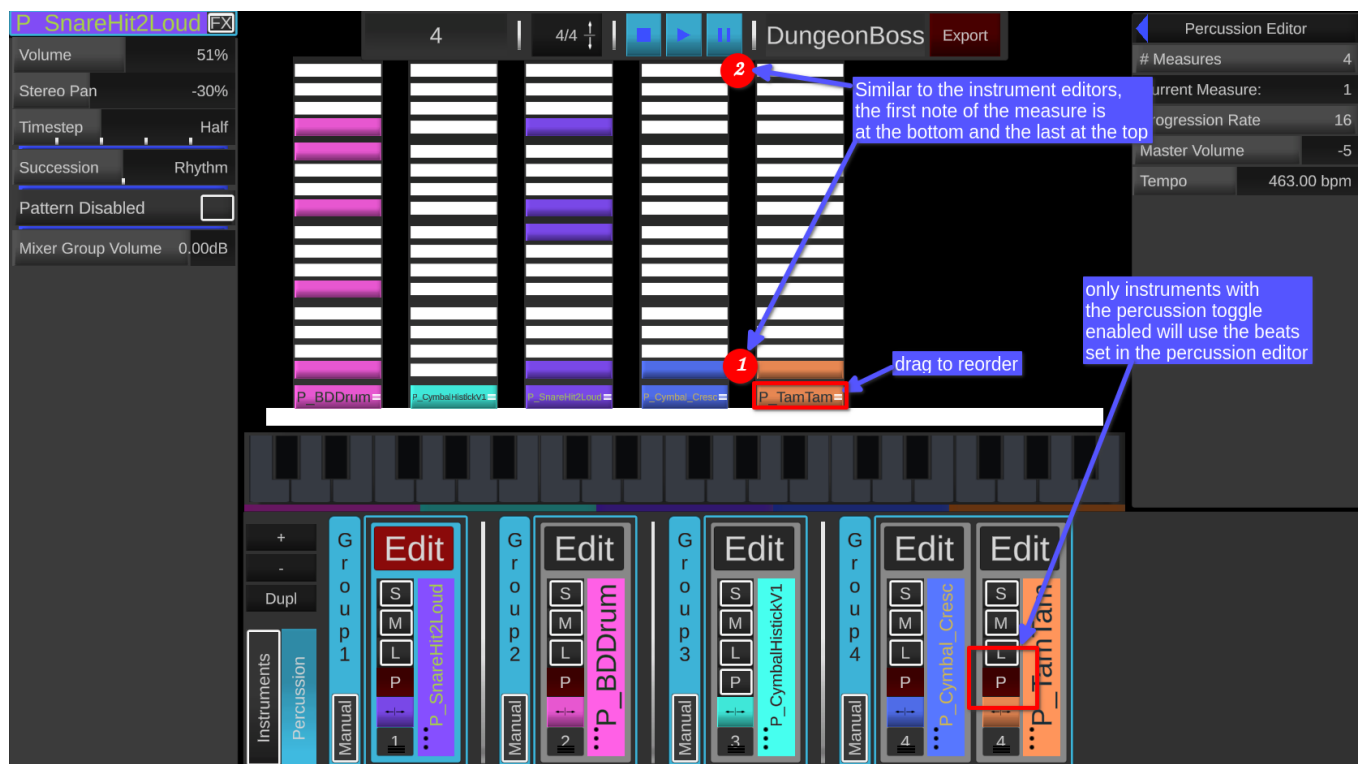 P_SnareHit2Loud FX
Volume 51%
Stereo Pan -30%
Timestep Half
Succession Rhythm
Pattern Disabled
Mixer Group Volume 0.00dB
4 4/4 DungeonBoss Export
Percussion Editor
# Measures 4
urrent Measure: 1
rogression Rate 16
Master Volume -5
Tempo 463.00 bpm
2
Similar to the instrument editors,
the first note of the measure is
at the bottom and the last at the top
only instruments with
the percussion toggle
enabled will use the beats
set in the percussion editor
1
drag to reorder
P_BDDrum P_CymbalHistickV1 P_SnareHit2Loud P_Cymbal_Cresc P_TamTam
+
-
Dupl
Instruments
Percussion
Group1
Manual
Edit
S
M
L
P
1
P_SnareHit2Loud
Group2
Manual
Edit
S
M
L
P
2
P_BDDrum
Group3
Manual
Edit
S
M
L
P
3
P_CymbalHistickV1
Group4
Manual
Edit
S
M
L
P
4
P_Cymbal_Cresc
Edit
S
M
L
P
4
P_TamTam